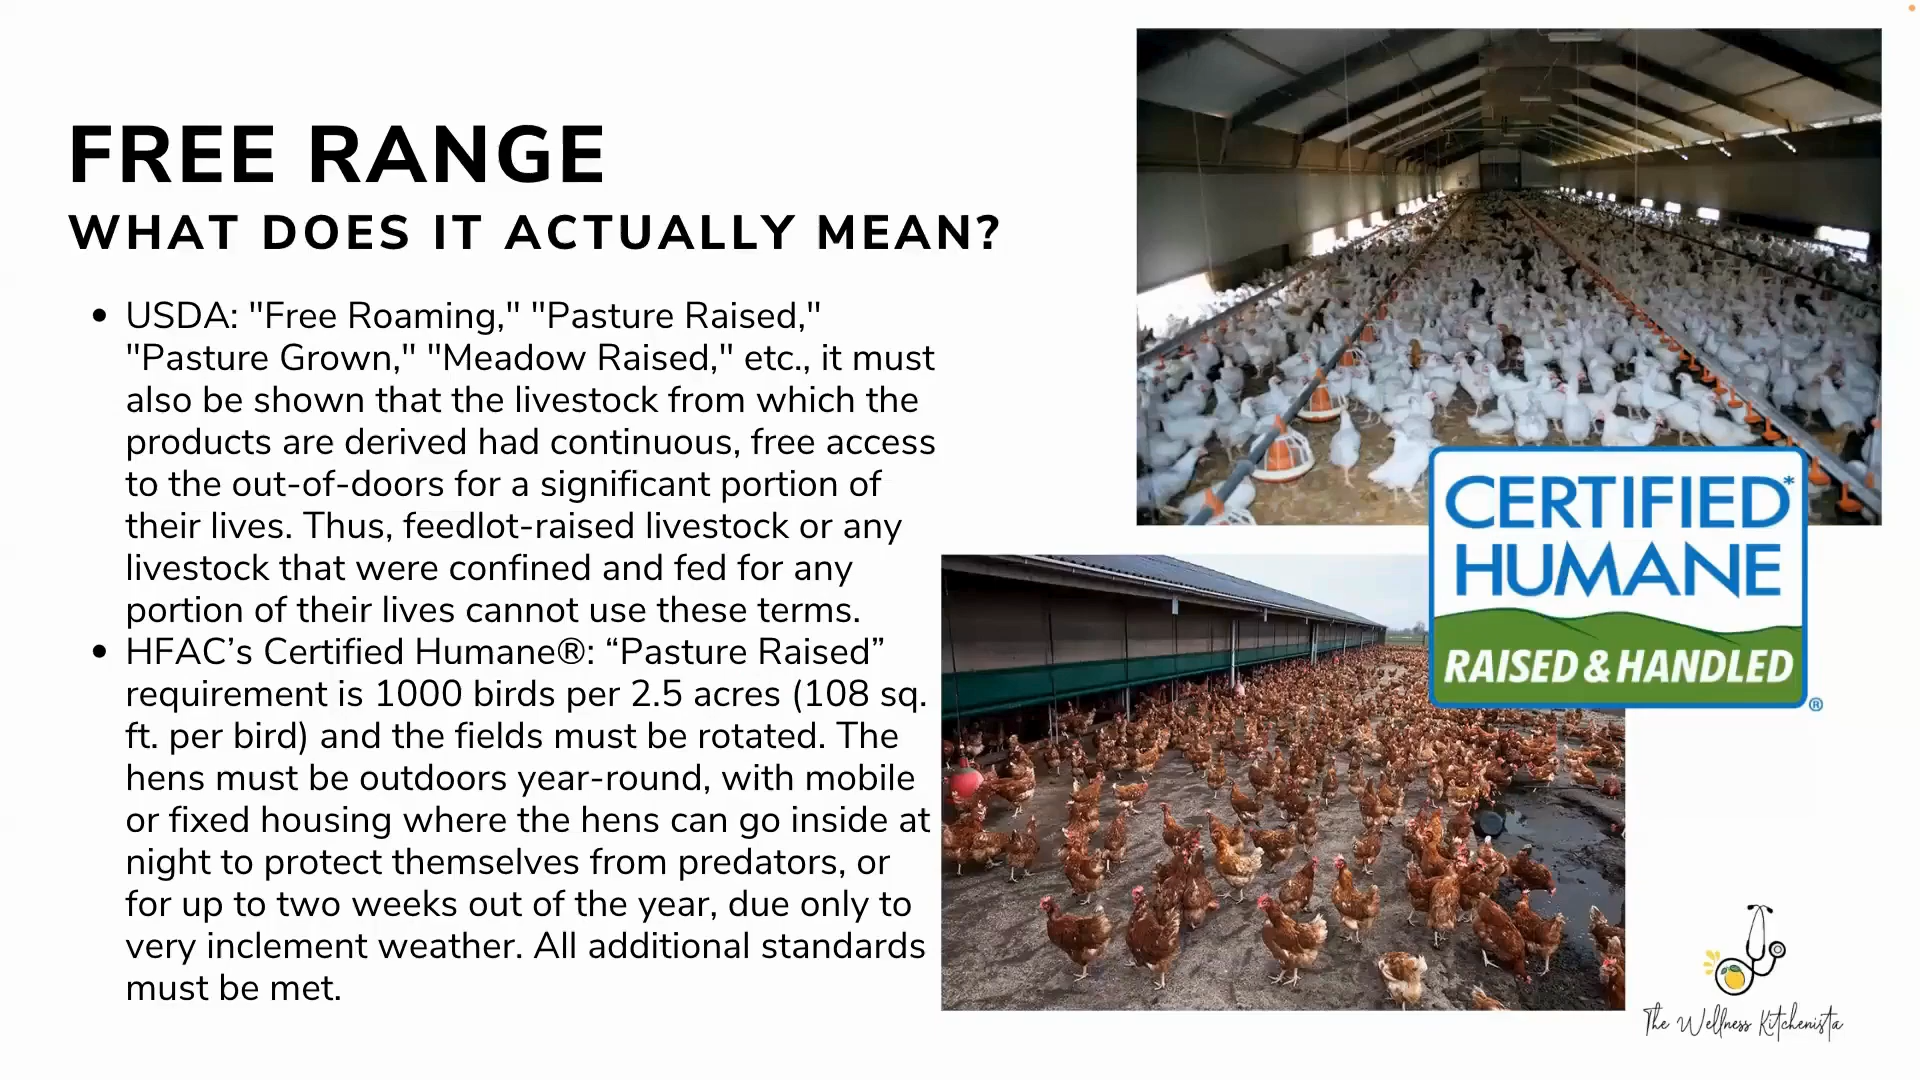 FREE RANGE
WHAT DOES IT ACTUALLY MEAN?
• USDA: "Free Roaming," "Pasture Raised,"
"Pasture Grown," "Meadow Raised," etc., it must
also be shown that the livestock from which the
products are derived had continuous, free access
to the out-of-doors for a significant portion of
their lives. Thus, feedlot-raised livestock or any
livestock that were confined and fed for any
portion of their lives cannot use these terms.
• HFAC’s Certified Humane®: “Pasture Raised”
requirement is 1000 birds per 2.5 acres (108 sq.
ft. per bird) and the fields must be rotated. The
hens must be outdoors year-round, with mobile
or fixed housing where the hens can go inside at
night to protect themselves from predators, or
for up to two weeks out of the year, due only to
very inclement weather. All additional standards
must be met.
CERTIFIED*
HUMANE
RAISED & HANDLED
®
The Wellness Kitchenista